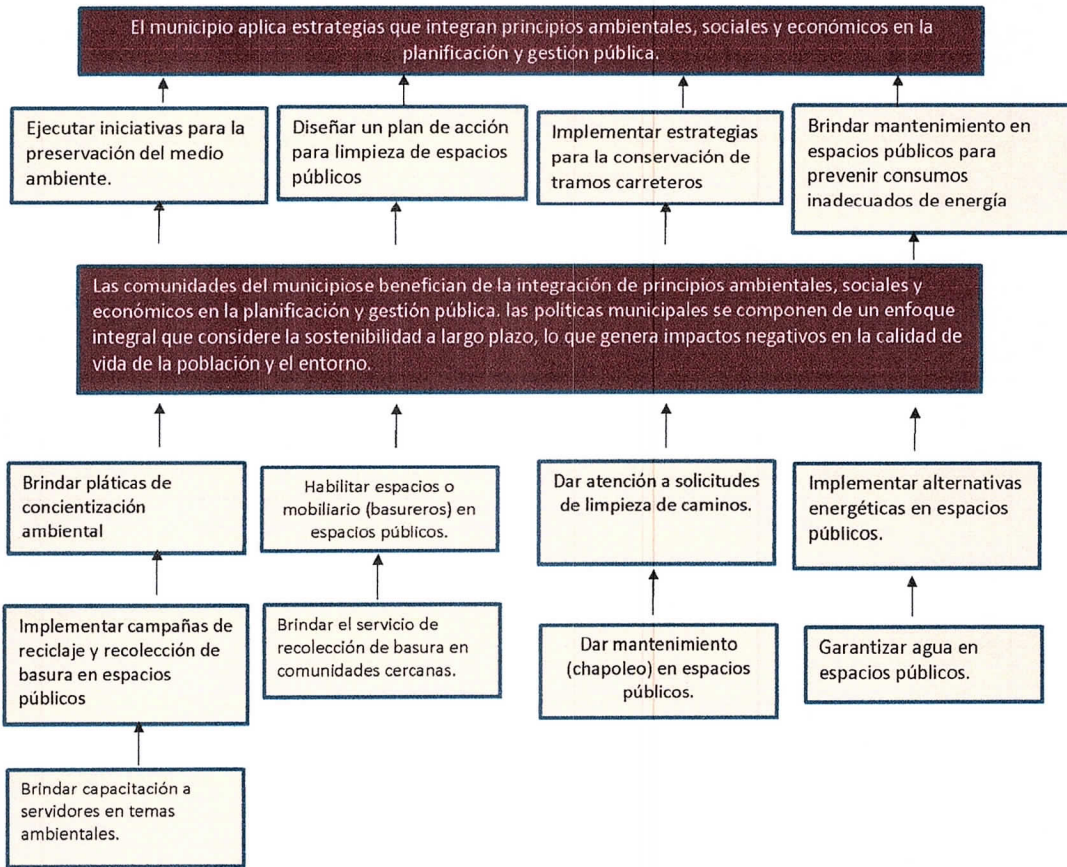 El municipio aplica estrategias que integran principios ambientales, sociales y económicos en la
planificación y gestión pública.
Ejecutar iniciativas para la
preservación del medio
ambiente.
Diseñar un plan de acción
para limpieza de espacios
públicos
Implementar estrategias
para la conservación de
tramos carreteros
Brindar mantenimiento en
espacios públicos para
prevenir consumos
inadecuados de energía
Las comunidades del municipiose benefician de la integración de principios ambientales, sociales y
económicos en la planificación y gestión pública. las políticas municipales se componen de un enfoque
integral que considere la sostenibilidad a largo plazo, lo que genera impactos negativos en la calidad de
vida de la población y el entorno.
Brindar pláticas de
concientización
ambiental
Habilitar espacios o
mobiliario (basureros) en
espacios públicos.
Dar atención a solicitudes
de limpieza de caminos.
Implementar alternativas
energéticas en espacios
públicos.
Implementar campañas de
reciclaje y recolección de
basura en espacios
públicos
Brindar el servicio de
recolección de basura en
comunidades cercanas.
Dar mantenimiento
(chapoleo) en espacios
públicos.
Garantizar agua en
espacios públicos.
Brindar capacitación a
servidores en temas
ambientales.